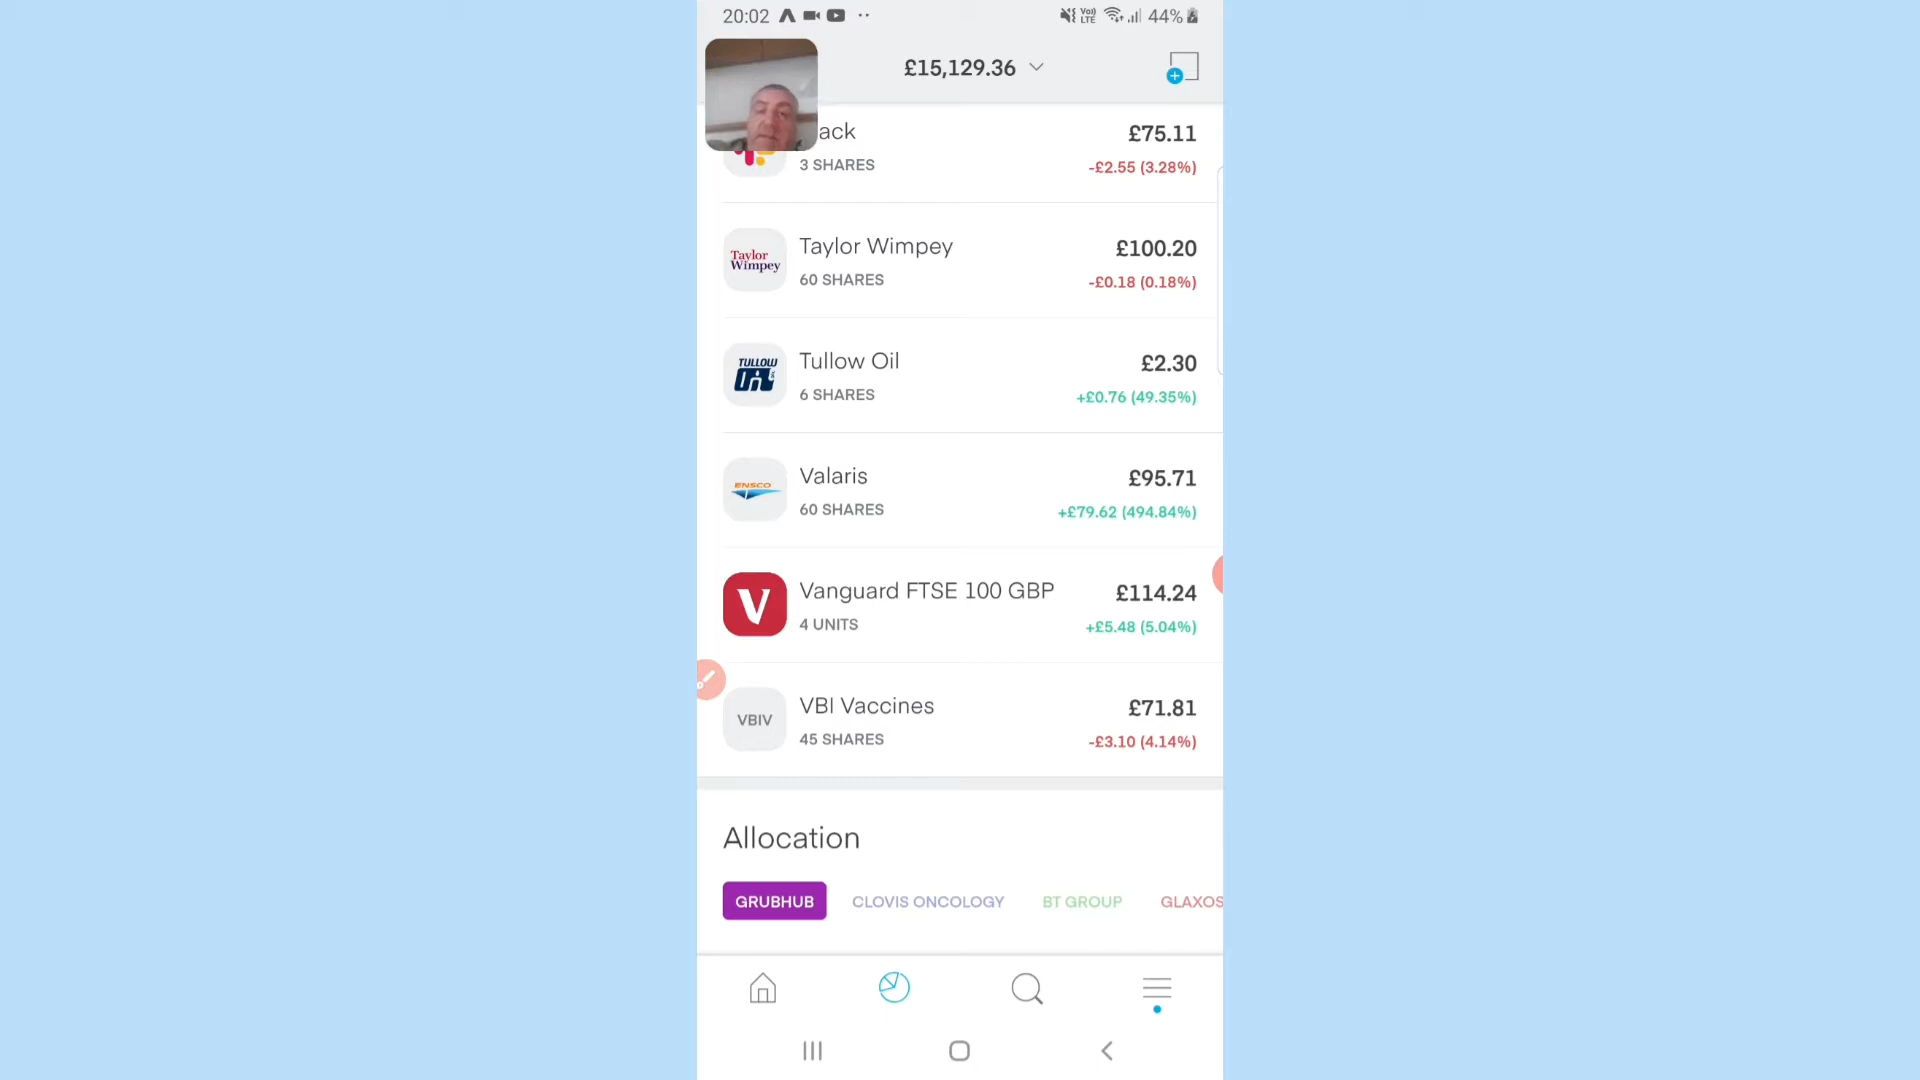 20:02
Vo) LTE 44%
£15,129.36
ack £75.11
3 SHARES -£2.55 (3.28%)
Taylor Wimpey
Taylor Wimpey £100.20
60 SHARES -£0.18 (0.18%)
TULLOW
Tullow Oil £2.30
6 SHARES +£0.76 (49.35%)
ENSCO
Valaris £95.71
60 SHARES +£79.62 (494.84%)
V
Vanguard FTSE 100 GBP £114.24
4 UNITS +£5.48 (5.04%)
VBIV
VBI Vaccines £71.81
45 SHARES -£3.10 (4.14%)
Allocation
GRUBHUB CLOVIS ONCOLOGY BT GROUP GLAXOS